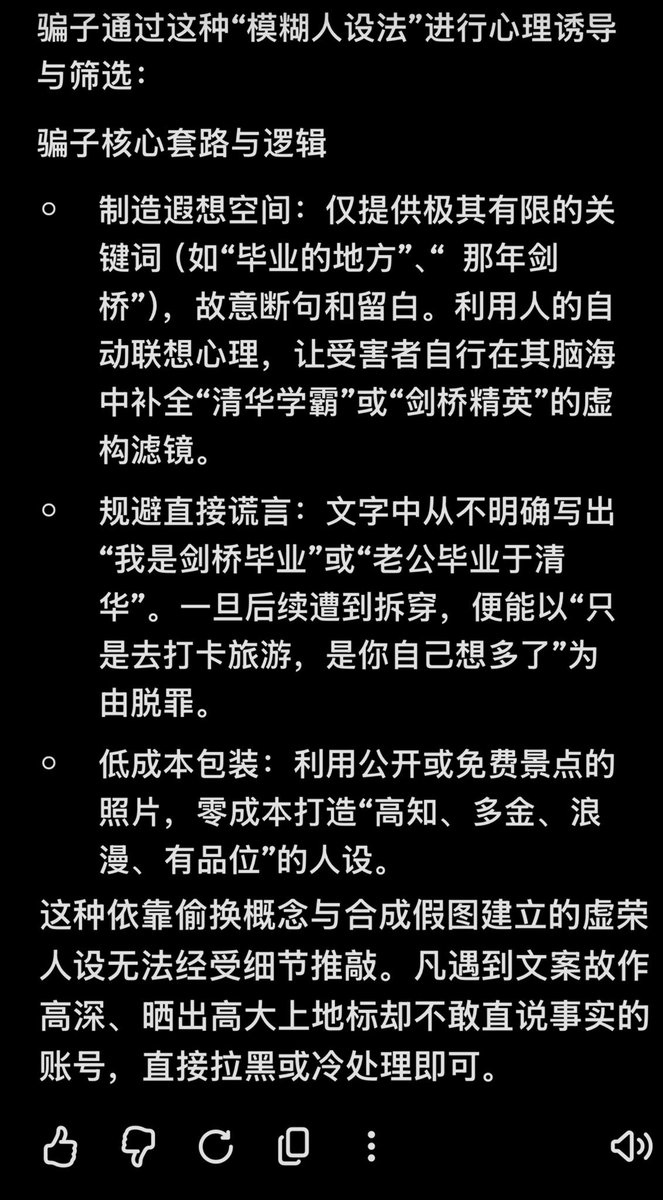 骗子通过这种“模糊人设法”进行心理诱导
与筛选：
骗子核心套路与逻辑
制造遐想空间：仅提供极其有限的关
键词（如“毕业的地方”、“ 那年剑
桥”），故意断句和留白。利用人的自
动联想心理，让受害者自行在其脑海
中补全“清华学霸”或“剑桥精英”的虚
构滤镜。
规避直接谎言：文字中从不明确写出
“我是剑桥毕业”或“老公毕业于清
华”。一旦后续遭到拆穿，便能以“只
是去打卡旅游，是你自己想多了”为
由脱罪。
低成本包装：利用公开或免费景点的
照片，零成本打造“高知、多金、浪
漫、有品位”的人设。
这种依靠偷换概念与合成假图建立的虚荣
人设无法经受细节推敲。凡遇到文案故作
高深、晒出高大上地标却不敢直说事实的
账号，直接拉黑或冷处理即可。